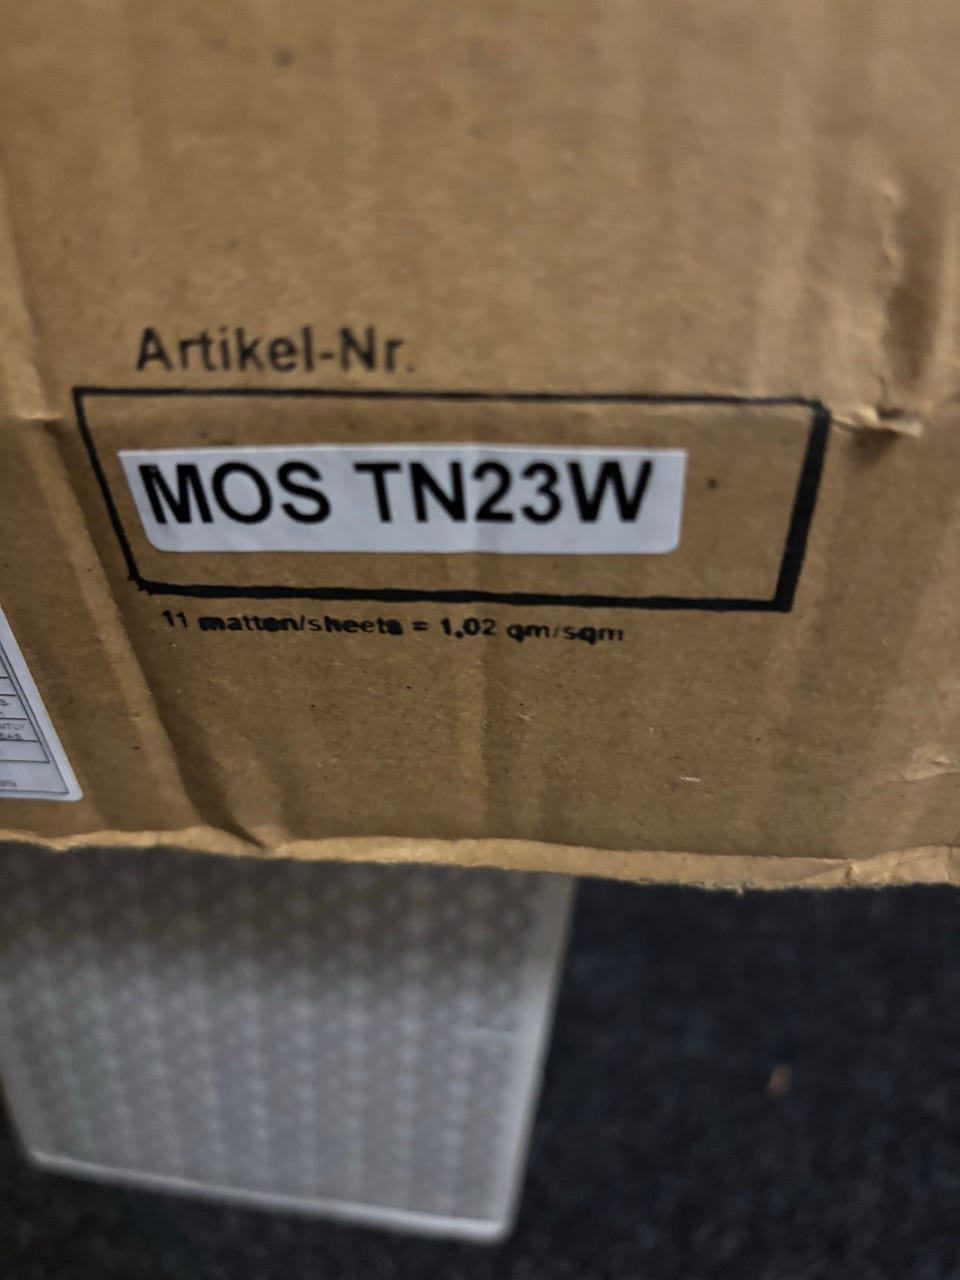 Artikel-Nr.
MOS TN23W
11 matten/sheets = 1,02 qm/sqm